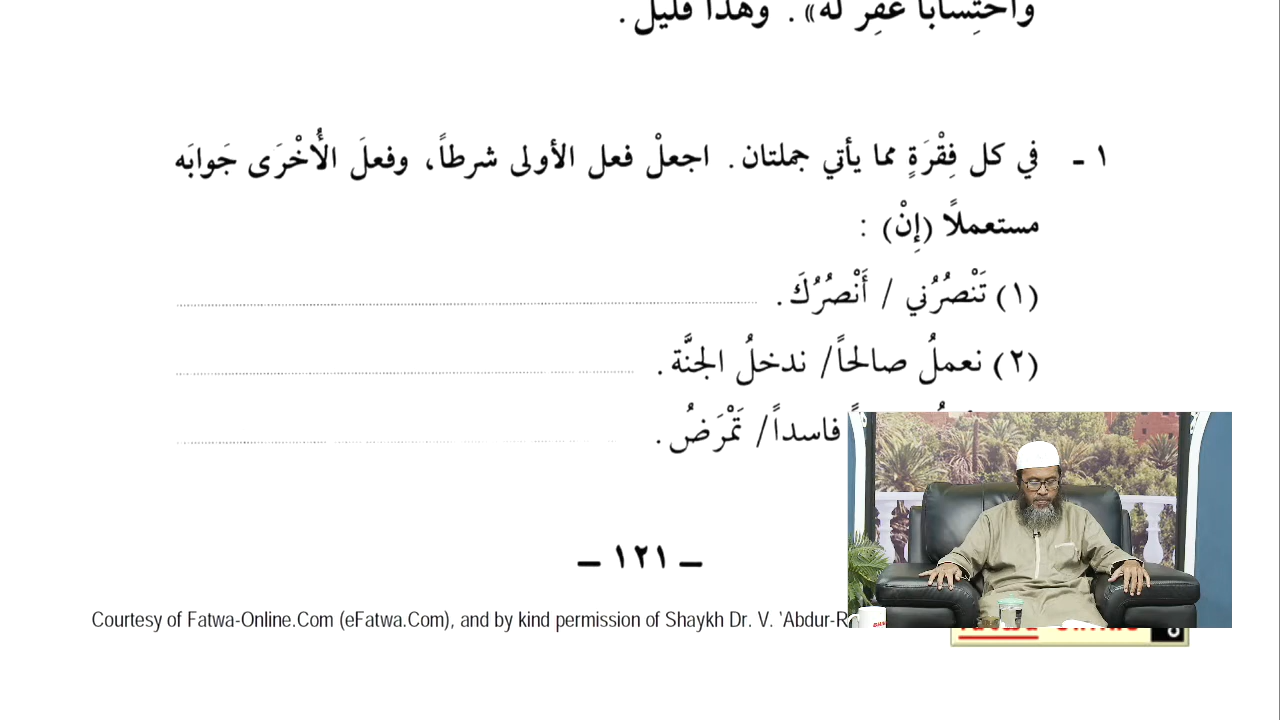 واحتِساباً غُفِر له» . وهذا قليل.
١ ـ في كل فِقْرَةٍ مما يأتي جملتان. اجعلْ فعل الأولى شرطاً، وفعلَ الأُخْرَى جَوابَه
مستعملاً (إِنْ) :
(١) تَنْصُرُني / أَنْصُرُكَ.
(٢) نعملُ صالحاً/ ندخلُ الجنَّة.
فاسداً/ تَمْرَضُ.
– ١٢١ –
Courtesy of Fatwa-Online.Com (eFatwa.Com), and by kind permission of Shaykh Dr. V. 'Abdur-R